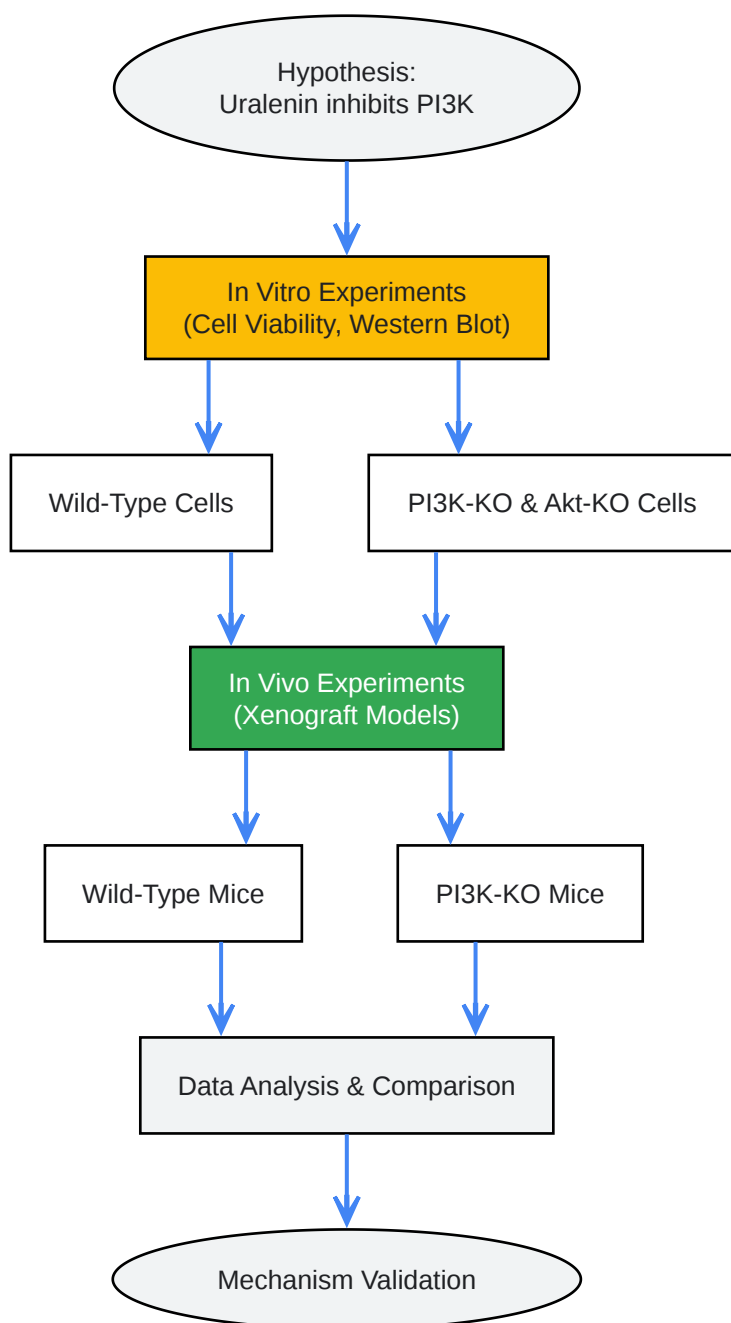 Hypothesis:
Uralenin inhibits PI3K
In Vitro Experiments
(Cell Viability, Western Blot)
Wild-Type Cells
PI3K-KO & Akt-KO Cells
In Vivo Experiments
(Xenograft Models)
Wild-Type Mice
PI3K-KO Mice
Data Analysis & Comparison
Mechanism Validation